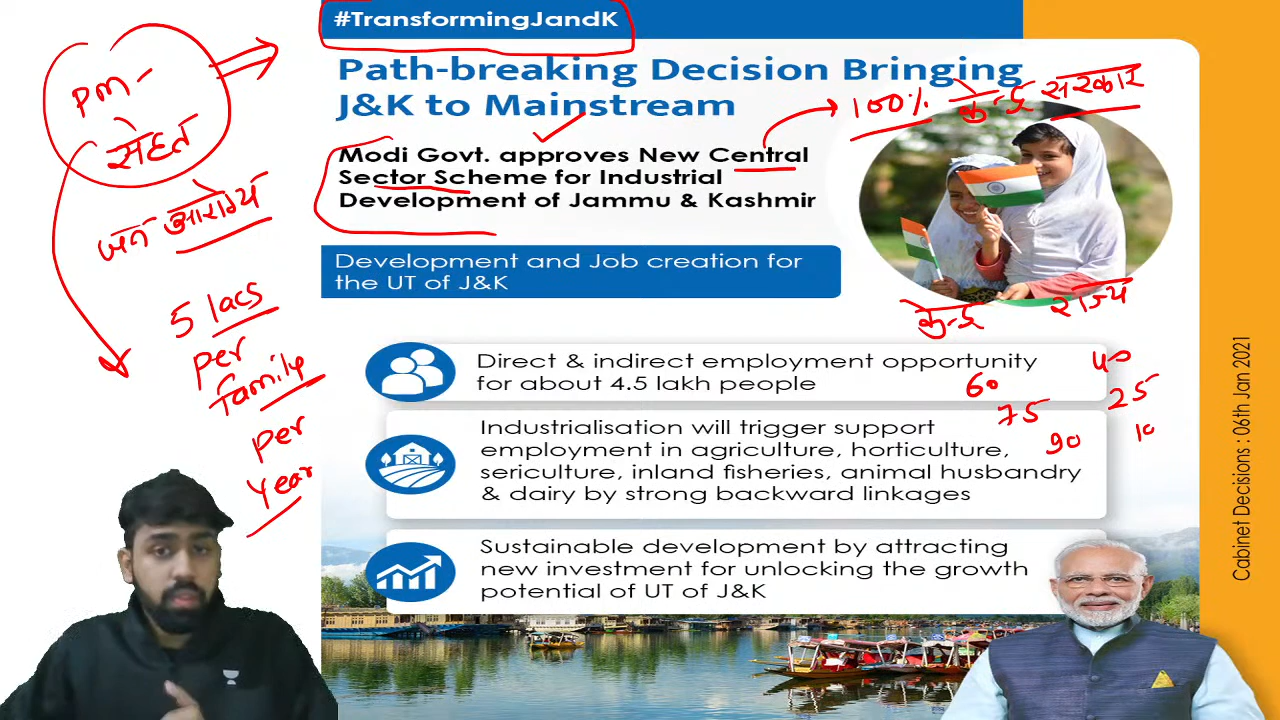 #TransformingJandK
Path-breaking Decision Bringing
J&K to Mainstream
Modi Govt. approves New Central
Sector Scheme for Industrial
Development of Jammu & Kashmir
Development and Job creation for
the UT of J&K
Direct & indirect employment opportunity
for about 4.5 lakh people
Industrialisation will trigger support
employment in agriculture, horticulture,
sericulture, inland fisheries, animal husbandry
& dairy by strong backward linkages
Sustainable development by attracting
new investment for unlocking the growth
potential of UT of J&K
Cabinet Decisions : 06th Jan 2021
PM-
सेहत
जन आरोग्य
5 lacs
per
family
per
year
100% केन्द्र सरकार
केन्द्र राज्य
60 40
75 25
90 10